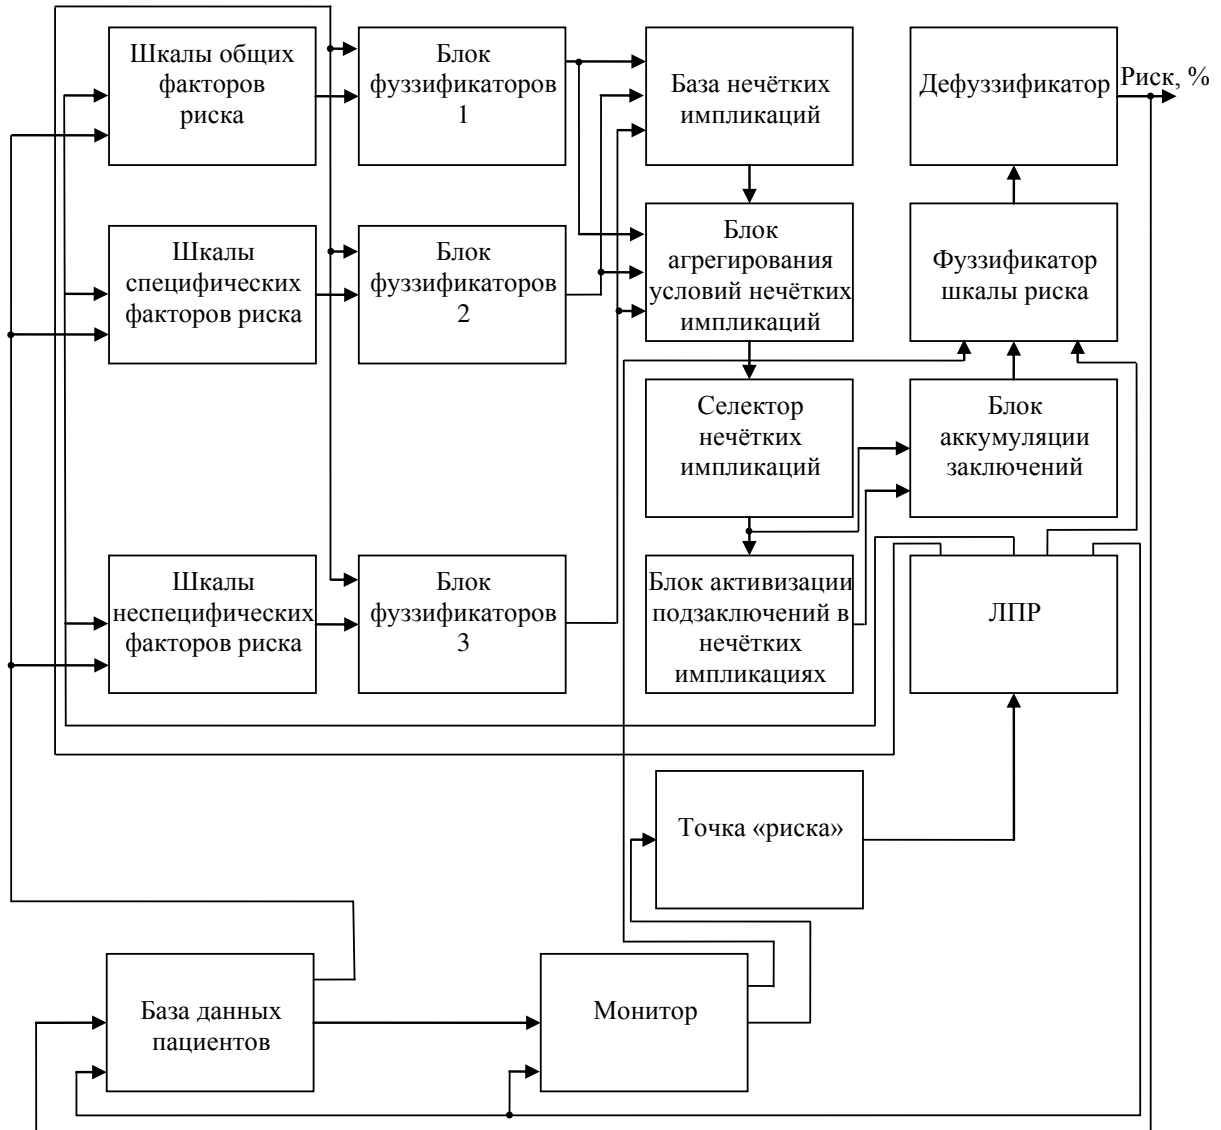 Шкалы общих
факторов
риска
Блок
фуззификаторов
1
База нечётких
импликаций
Дефуззификатор
Риск, %
Шкалы
специфических
факторов риска
Блок
фуззификаторов
2
Блок
агрегирования
условий нечётких
импликаций
Фуззификатор
шкалы риска
Селектор
нечётких
импликаций
Блок
аккумуляции
заключений
Шкалы
неспецифических
факторов риска
Блок
фуззификаторов
3
Блок активизации
подзаключений в
нечётких
импликациях
ЛПР
Точка «риска»
База данных
пациентов
Монитор